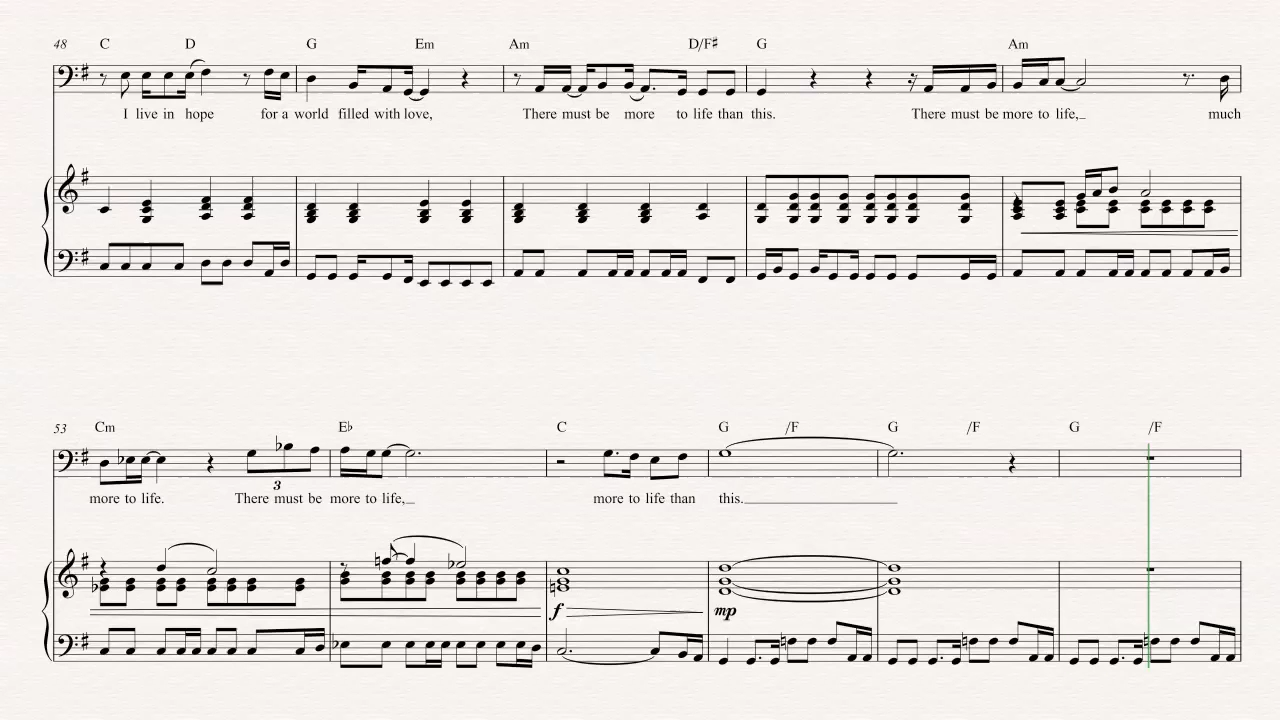 48 C D G Em Am D/F♯ G Am
I live in hope for a world filled with love, There must be more to life than this. There must be more to life,_ much
53 Cm E♭ C G /F G /F G /F
more to life. There must be more to life,_ more to life than this.
3
f mp